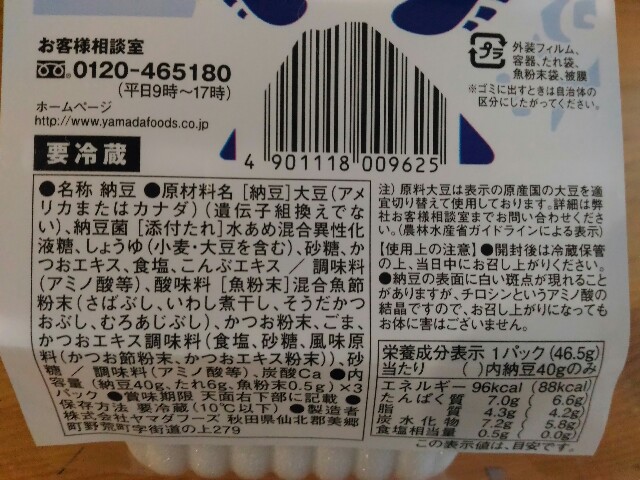 お客様相談室
0120-465180
(平日9時～17時)
ホームページ
http://www.yamadafoods.co.jp
要冷蔵
4 901118 009625
プラ
外装フィルム、
容器、たれ袋、
魚粉末袋、被膜
※ゴミに出すときは自治体の
区分にしたがってください。
●名称 納豆 ●原材料名 [納豆]大豆(アメ
リカまたはカナダ)(遺伝子組換えでな
い)、納豆菌 [添付たれ]水あめ混合異性化
液糖、しょうゆ(小麦・大豆を含む)、砂糖、か
つおエキス、食塩、こんぶエキス / 調味料
(アミノ酸等)、酸味料 [魚粉末]混合魚節
粉末(さばぶし、いわし煮干し、そうだかつ
おぶし、むろあじぶし)、かつお粉末、ごま、
かつおエキス調味料(食塩、砂糖、風味原
料(かつお節粉末、かつおエキス粉末))、砂
糖 / 調味料(アミノ酸等)、炭酸Ca ●内
容量 (納豆40g、たれ6g、魚粉末0.5g)×3
パック ●賞味期限 天面右下部に記載 ●
保存方法 要冷蔵(10℃以下) ●製造者
株式会社ヤマダフーズ 秋田県仙北郡美郷
町野荒町字街道の上279
注) 原料大豆は表示の原産国の大豆を適
宜切り替えて使用しております。詳細は弊
社お客様相談室までお問い合わせくださ
い。(農林水産省ガイドラインによる表示)
【使用上の注意】●開封後は冷蔵保管
の上、当日中にお召し上がりください。
●納豆の表面に白い斑点が現れること
がありますが、チロシンというアミノ酸の
結晶ですので、お召し上がりになっても
お体に害はございません。
栄養成分表示 1パック(46.5g)
当たり ( )内納豆40gのみ
エネルギー 96kcal (88kcal)
たんぱく質 7.0g 6.6g)
脂質 4.3g ( 4.2g)
炭水化物 7.2g ( 5.8g)
食塩相当量 0.5g ( 0.0g)
この表示値は、目安です。